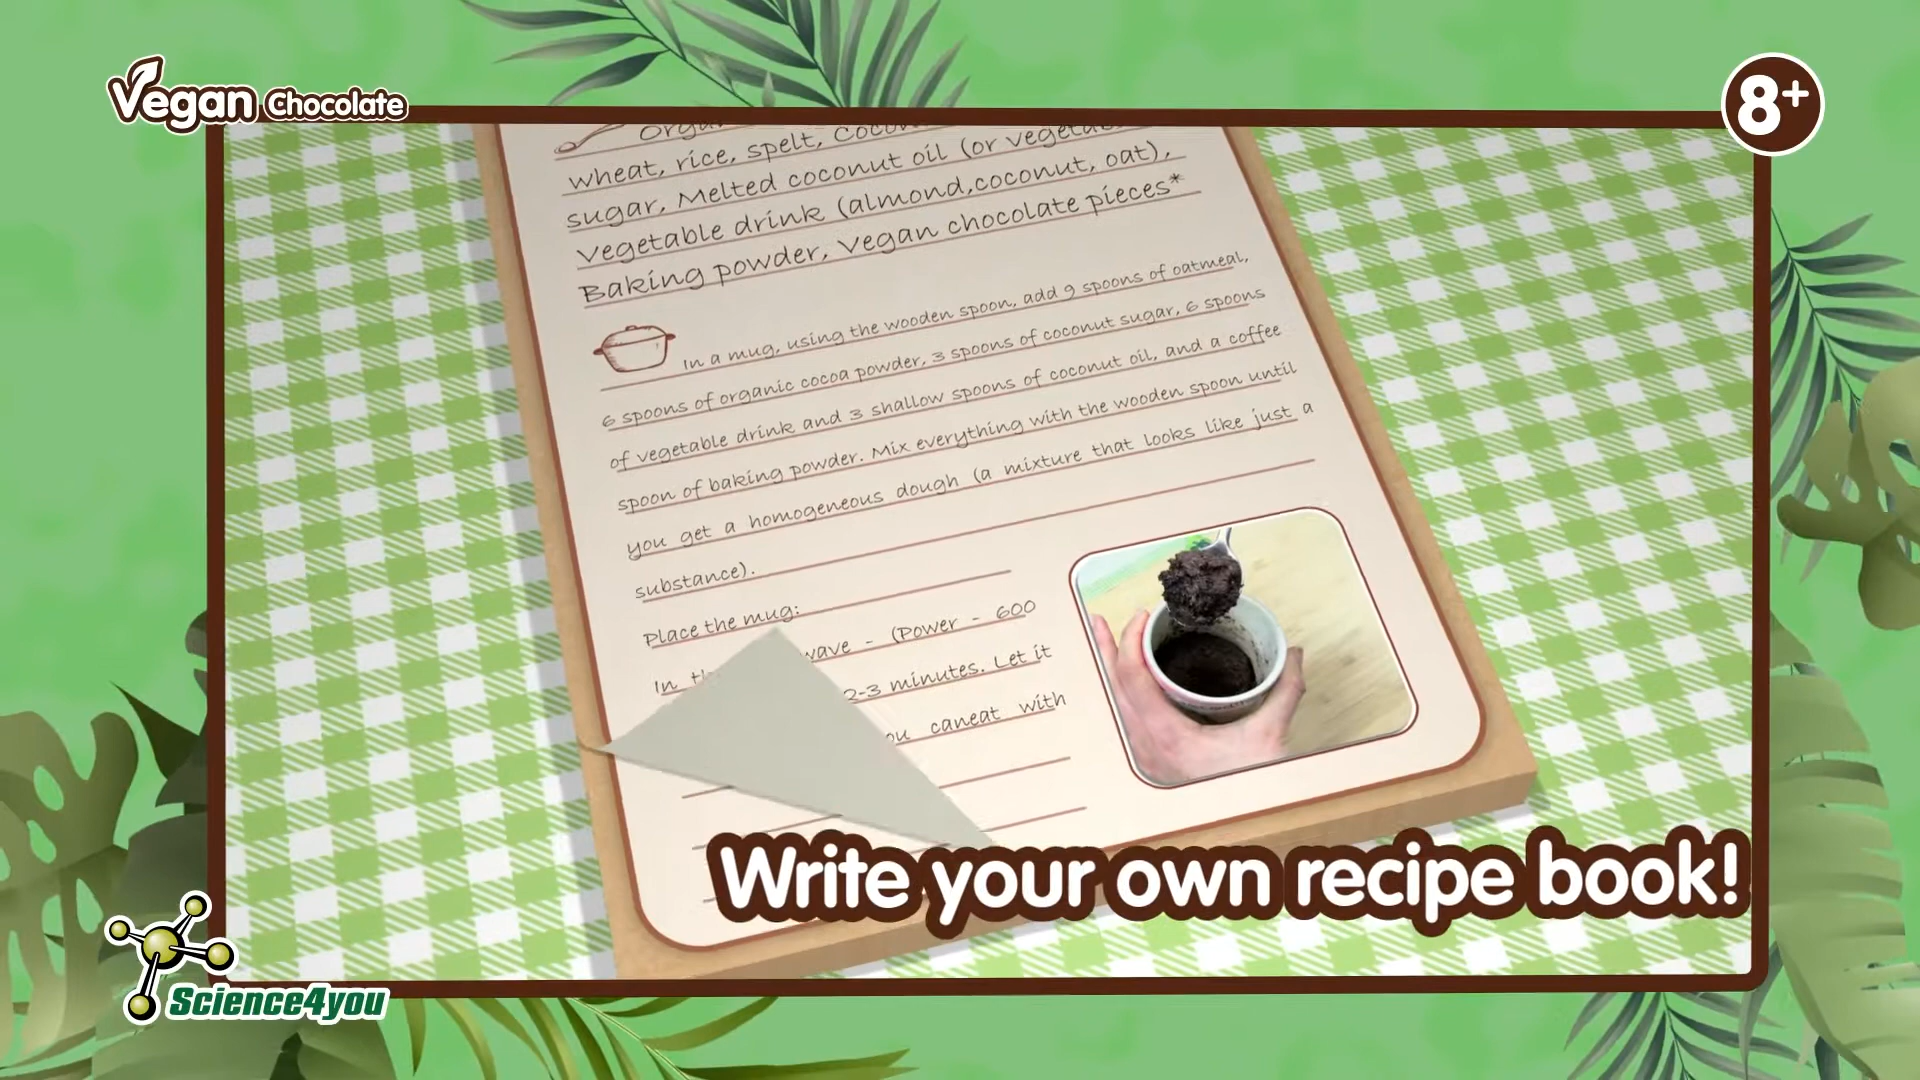 Vegan Chocolate
8+
wheat, rice, spelt,
sugar, Melted coconut oil (or
vegetable drink (almond,coconut, oat),
Baking powder, Vegan chocolate pieces*
In a mug, using the wooden spoon, add 9 spoons of oatmeal,
6 spoons of organic cocoa powder, 3 spoons of coconut sugar, 6 spoons
of vegetable drink and 3 shallow spoons of coconut oil, and a coffee
spoon of baking powder. Mix everything with the wooden spoon until
you get a homogeneous dough (a mixture that looks like just a
substance).
Place the mug:
In wave - (Power - 600
2-3 minutes. Let it
caneat with
Write your own recipe book!
Science4you